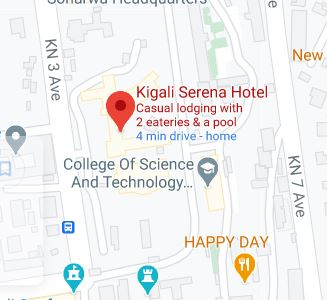 Sonarwa Headquarters
KN 3 Ave
New
Kigali Serena Hotel
Casual lodging with
2 eateries & a pool
4 min drive - home
College Of Science
And Technology...
KN 7 Ave
HAPPY DAY